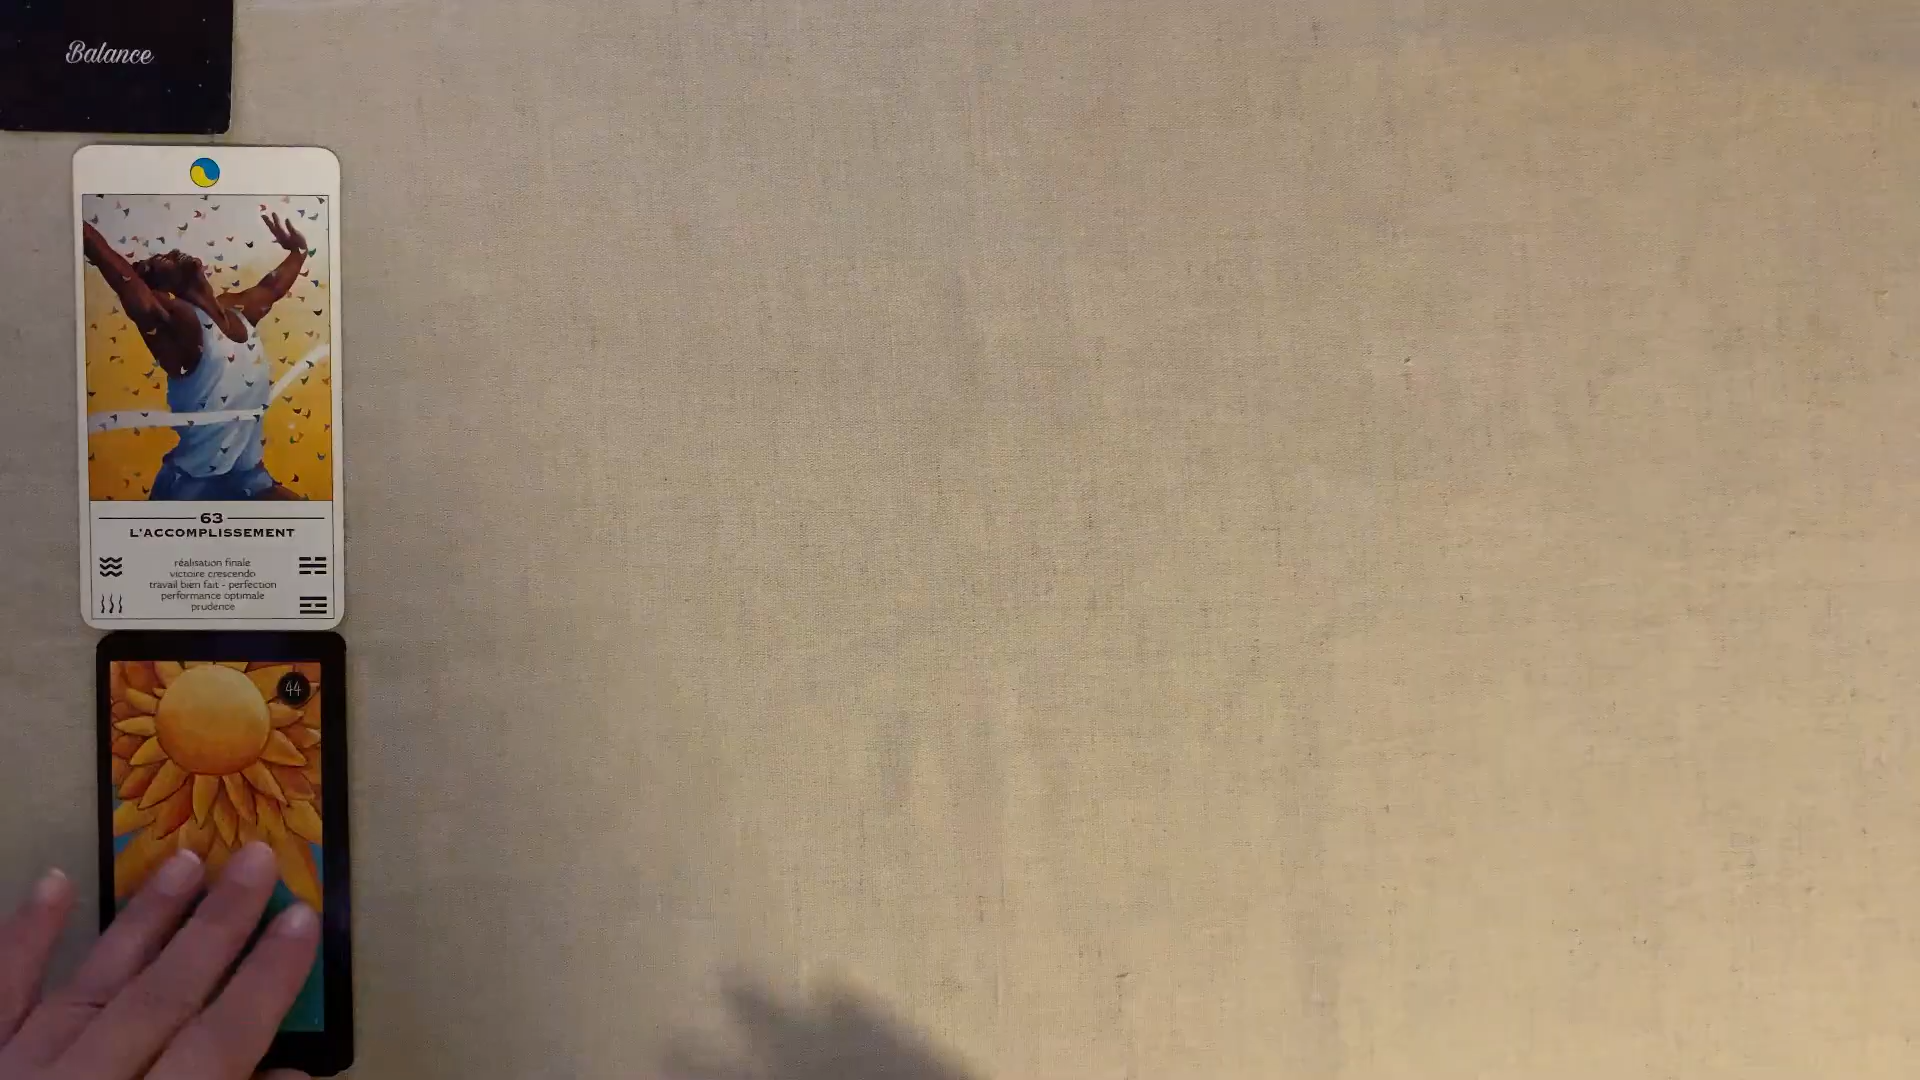 Balance
63
L'ACCOMPLISSEMENT
réalisation finale
victoire crescendo
travail bien fait - perfection
performance optimale
prudence
44